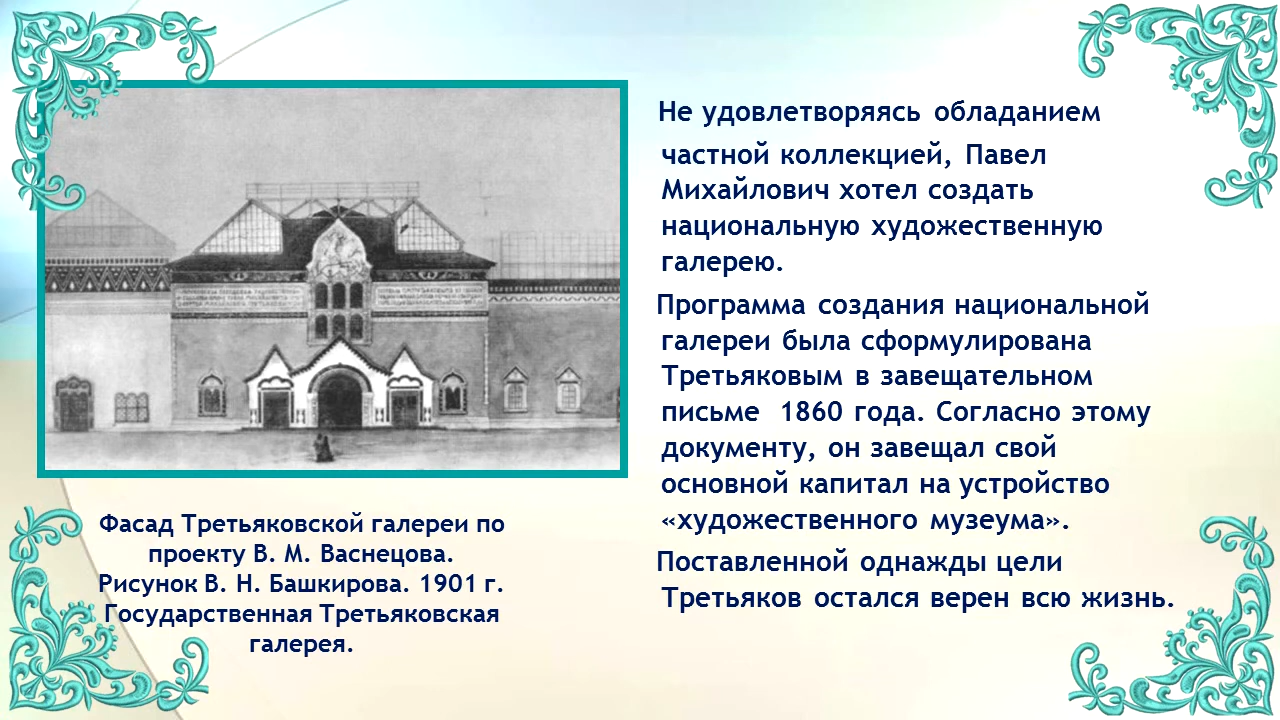 Не удовлетворяясь обладанием
частной коллекцией, Павел
Михайлович хотел создать
национальную художественную
галерею.
Программа создания национальной
галереи была сформулирована
Третьяковым в завещательном
письме 1860 года. Согласно этому
документу, он завещал свой
основной капитал на устройство
«художественного музеума».
Поставленной однажды цели
Третьяков остался верен всю жизнь.
Фасад Третьяковской галереи по
проекту В. М. Васнецова.
Рисунок В. Н. Башкирова. 1901 г.
Государственная Третьяковская
галерея.